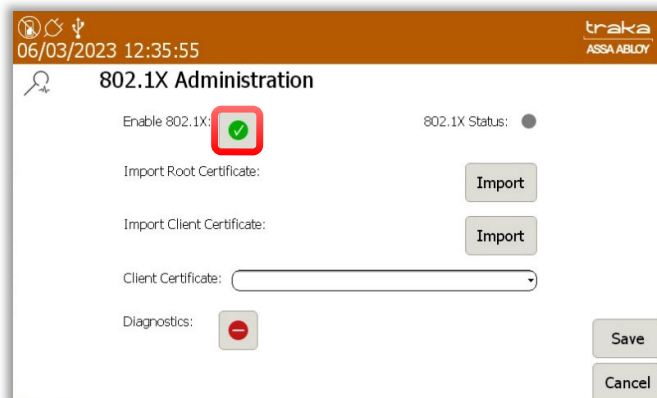 traka
06/03/2023 12:35:55
ASSA ABLOY
802.1X Administration
Enable 802.1X:
802.1X Status:
Import Root Certificate:
Import
Import Client Certificate:
Import
Client Certificate:
Diagnostics:
Save
Cancel